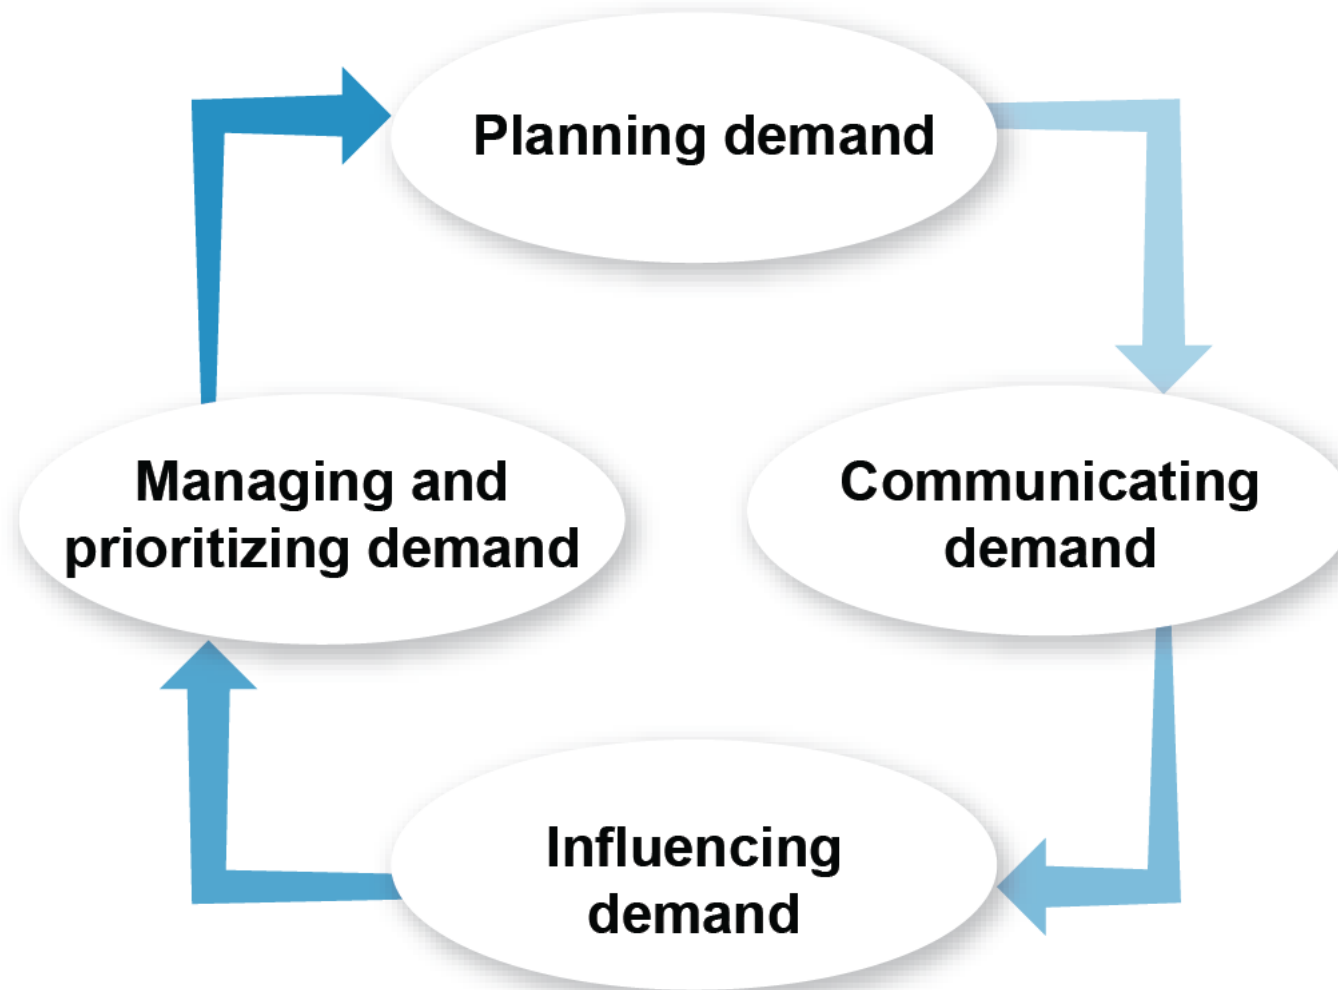 Planning demand
Communicating
demand
Influencing
demand
Managing and
prioritizing demand